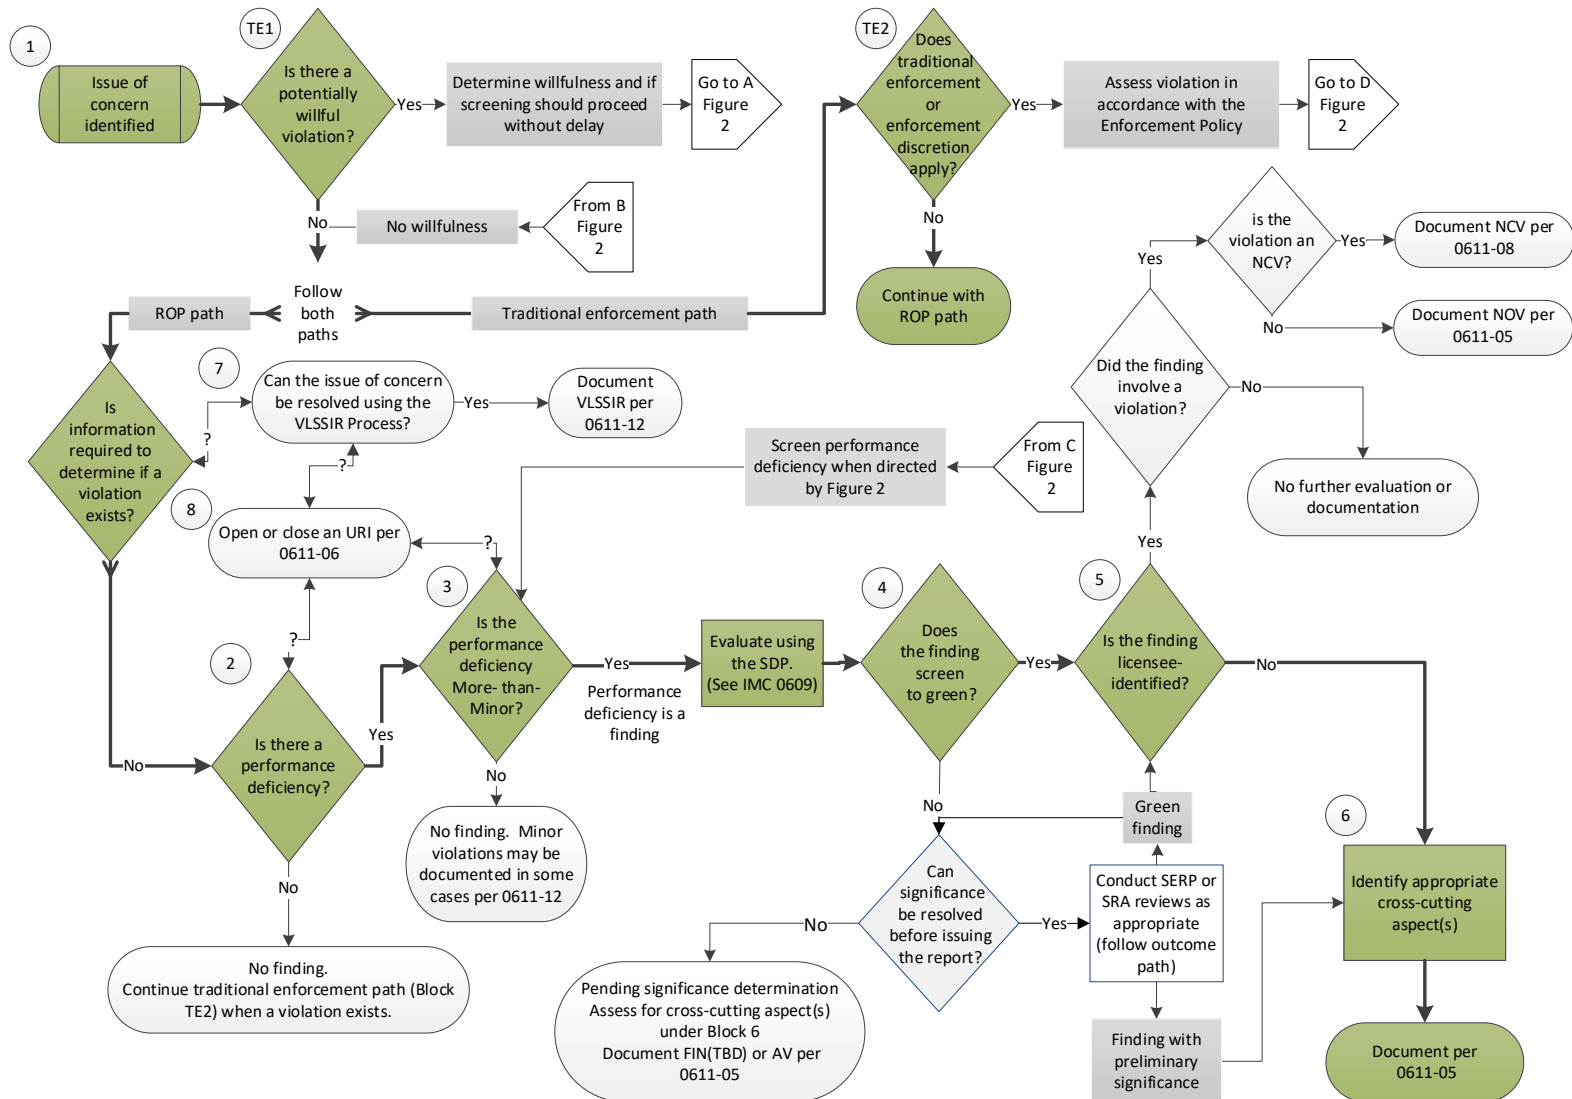 1
Issue of
concern
identified
TE1
Is there a
potentially
willful
violation?
Yes
Determine willfulness and if
screening should proceed
without delay
Go to A
Figure
2
TE2
Does
traditional
enforcement
or
enforcement
discretion
apply?
Yes
Assess violation in
accordance with the
Enforcement Policy
Go to D
Figure
2
No
No willfulness
From B
Figure
2
No
Continue with
ROP path
ROP path
Follow
both
paths
Traditional enforcement path
is the
violation an
NCV?
Yes
Document NCV per
0611-08
No
Document NOV per
0611-05
Yes
Did the finding
involve a
violation?
No
No further evaluation or
documentation
Is
information
required to
determine if a
violation
exists?
7
?
Can the issue of concern
be resolved using the
VLSSIR Process?
Yes
Document
VLSSIR per
0611-12
8
?
Open or close an URI per
0611-06
?
?
Screen performance
deficiency when directed
by Figure 2
From C
Figure
2
No
2
Is there a
performance
deficiency?
Yes
No
No finding.
Continue traditional enforcement path (Block
TE2) when a violation exists.
3
Is the
performance
deficiency
More- than-
Minor?
Yes
Performance
deficiency is a
finding
No
No finding.  Minor
violations may be
documented in some
cases per 0611-12
Evaluate using
the SDP.
(See IMC 0609)
4
Does
the finding
screen
to green?
Yes
No
5
Is the finding
licensee-
identified?
Yes
No
Green
finding
Can
significance
be resolved
before issuing
the report?
Yes
Conduct SERP or
SRA reviews as
appropriate
(follow outcome
path)
No
Pending significance determination
Assess for cross-cutting aspect(s)
under Block 6
Document FIN(TBD) or AV per
0611-05
Finding with
preliminary
significance
6
Identify appropriate
cross-cutting
aspect(s)
Document per
0611-05